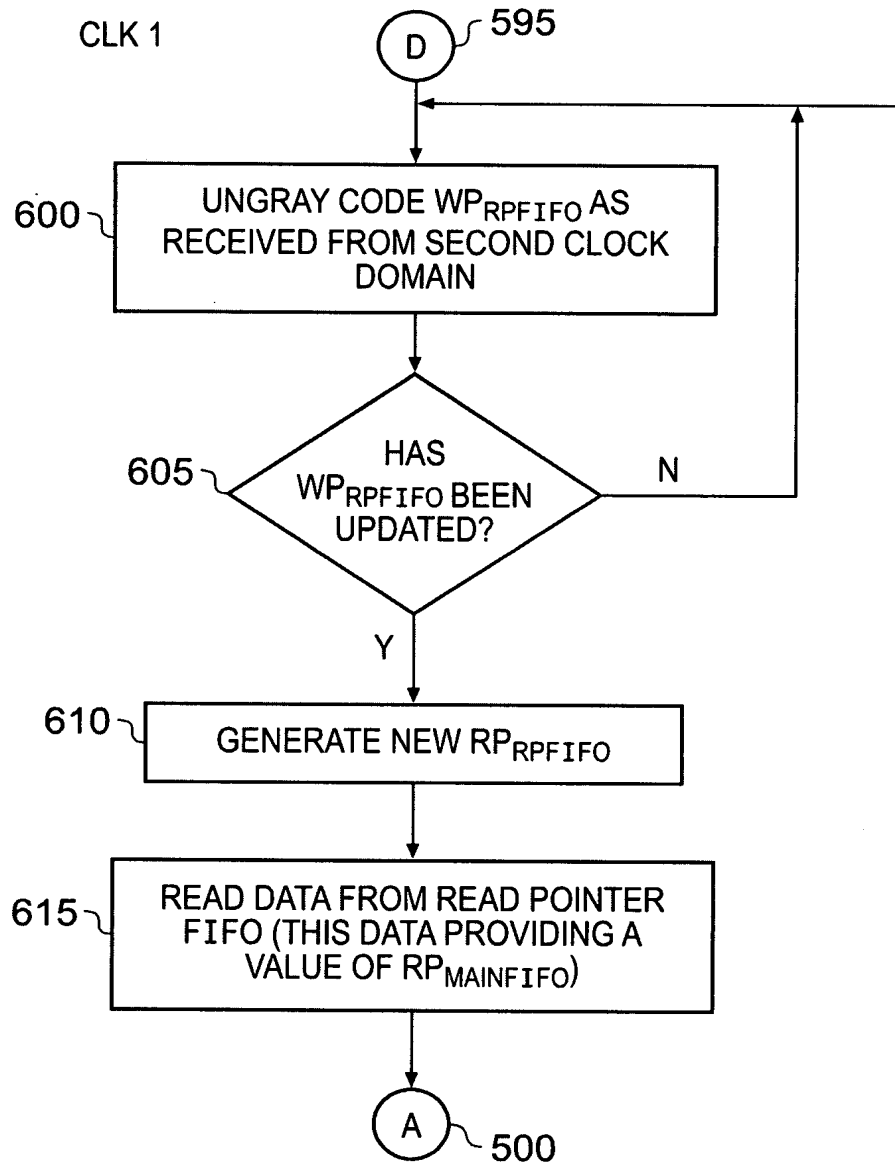 CLK 1
D
595
600
UNGRAY CODE WPRPFIFO AS
RECEIVED FROM SECOND CLOCK
DOMAIN
605
HAS
WPRPFIFO BEEN
UPDATED?
N
Y
610
GENERATE NEW RPRPFIFO
615
READ DATA FROM READ POINTER
FIFO (THIS DATA PROVIDING A
VALUE OF RPMAINFIFO)
A
500